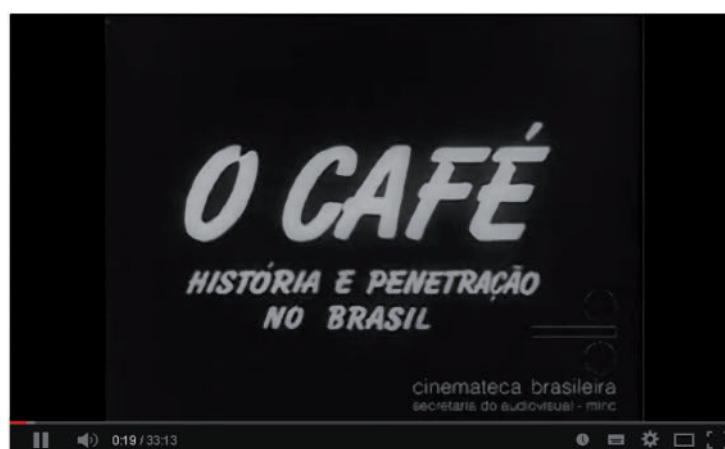 O CAFÉ
HISTÓRIA E PENETRAÇÃO
NO BRASIL
cinemateca brasileira
secretaria do audiovisual - minc
0:19 / 33:13